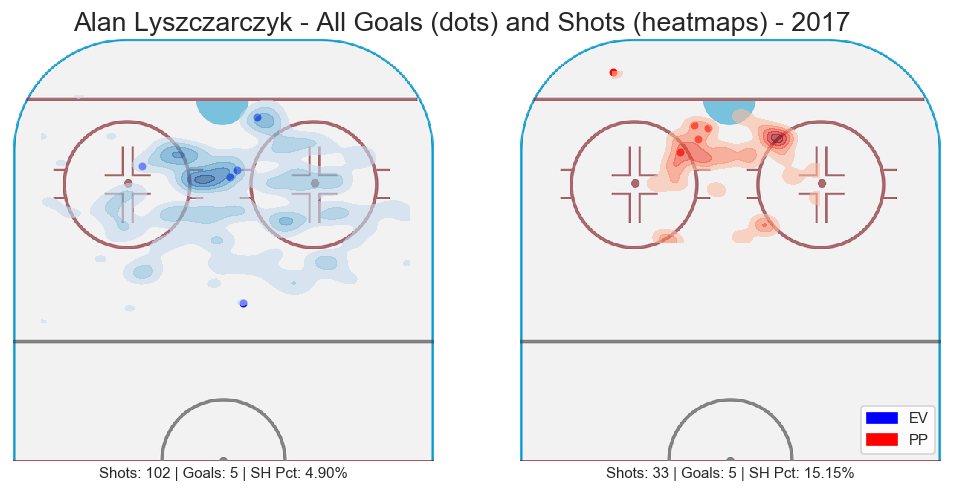 Alan Lyszczarczyk - All Goals (dots) and Shots (heatmaps) - 2017
EV
PP
Shots: 102 | Goals: 5 | SH Pct: 4.90%
Shots: 33 | Goals: 5 | SH Pct: 15.15%